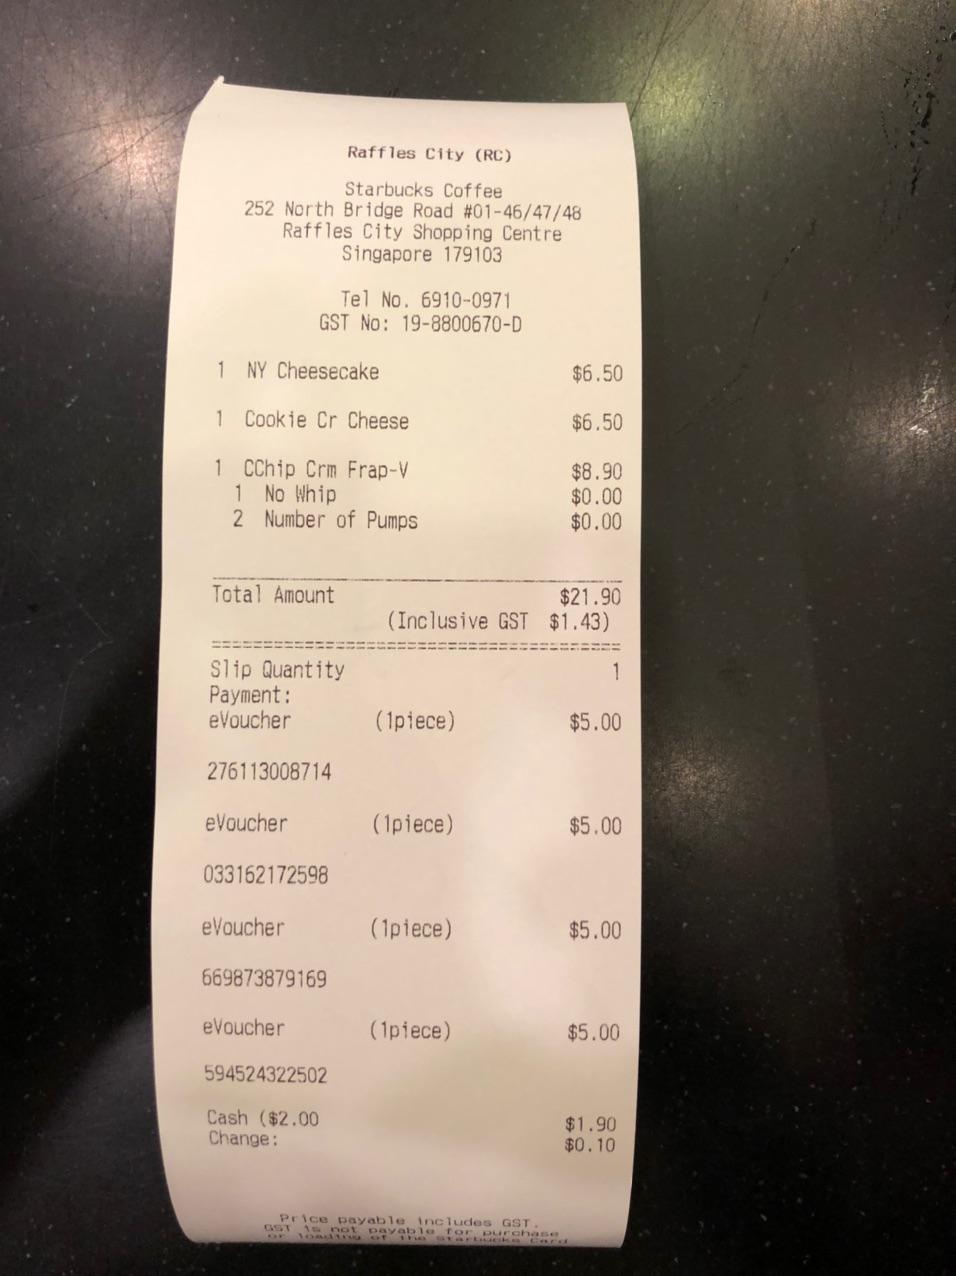 Raffles City (RC)
Starbucks Coffee
252 North Bridge Road #01-46/47/48
Raffles City Shopping Centre
Singapore 179103
Tel No. 6910-0971
GST No: 19-8800670-D
1 NY Cheesecake $6.50
1 Cookie Cr Cheese $6.50
1 CChip Crm Frap-V $8.90
1 No Whip $0.00
2 Number of Pumps $0.00
Total Amount $21.90
(Inclusive GST $1.43)
Slip Quantity 1
Payment:
eVoucher (1piece) $5.00
276113008714
eVoucher (1piece) $5.00
033162172598
eVoucher (1piece) $5.00
669873879169
eVoucher (1piece) $5.00
594524322502
Cash ($2.00 $1.90
Change: $0.10
Price payable includes GST.
GST is not payable for purchase
or loading of the Starbucks Card